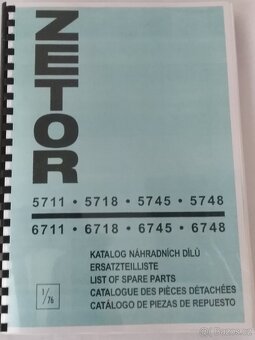 ZETOR
5711 • 5718 • 5745 • 5748
6711 • 6718 • 6745 • 6748
KATALOG NÁHRADNÍCH DÍLŮ
ERSATZTEILLISTE
LIST OF SPARE PARTS
CATALOGUE DES PIÈCES DÉTACHÉES
CATÁLOGO DE PIEZAS DE REPUESTO
1/76